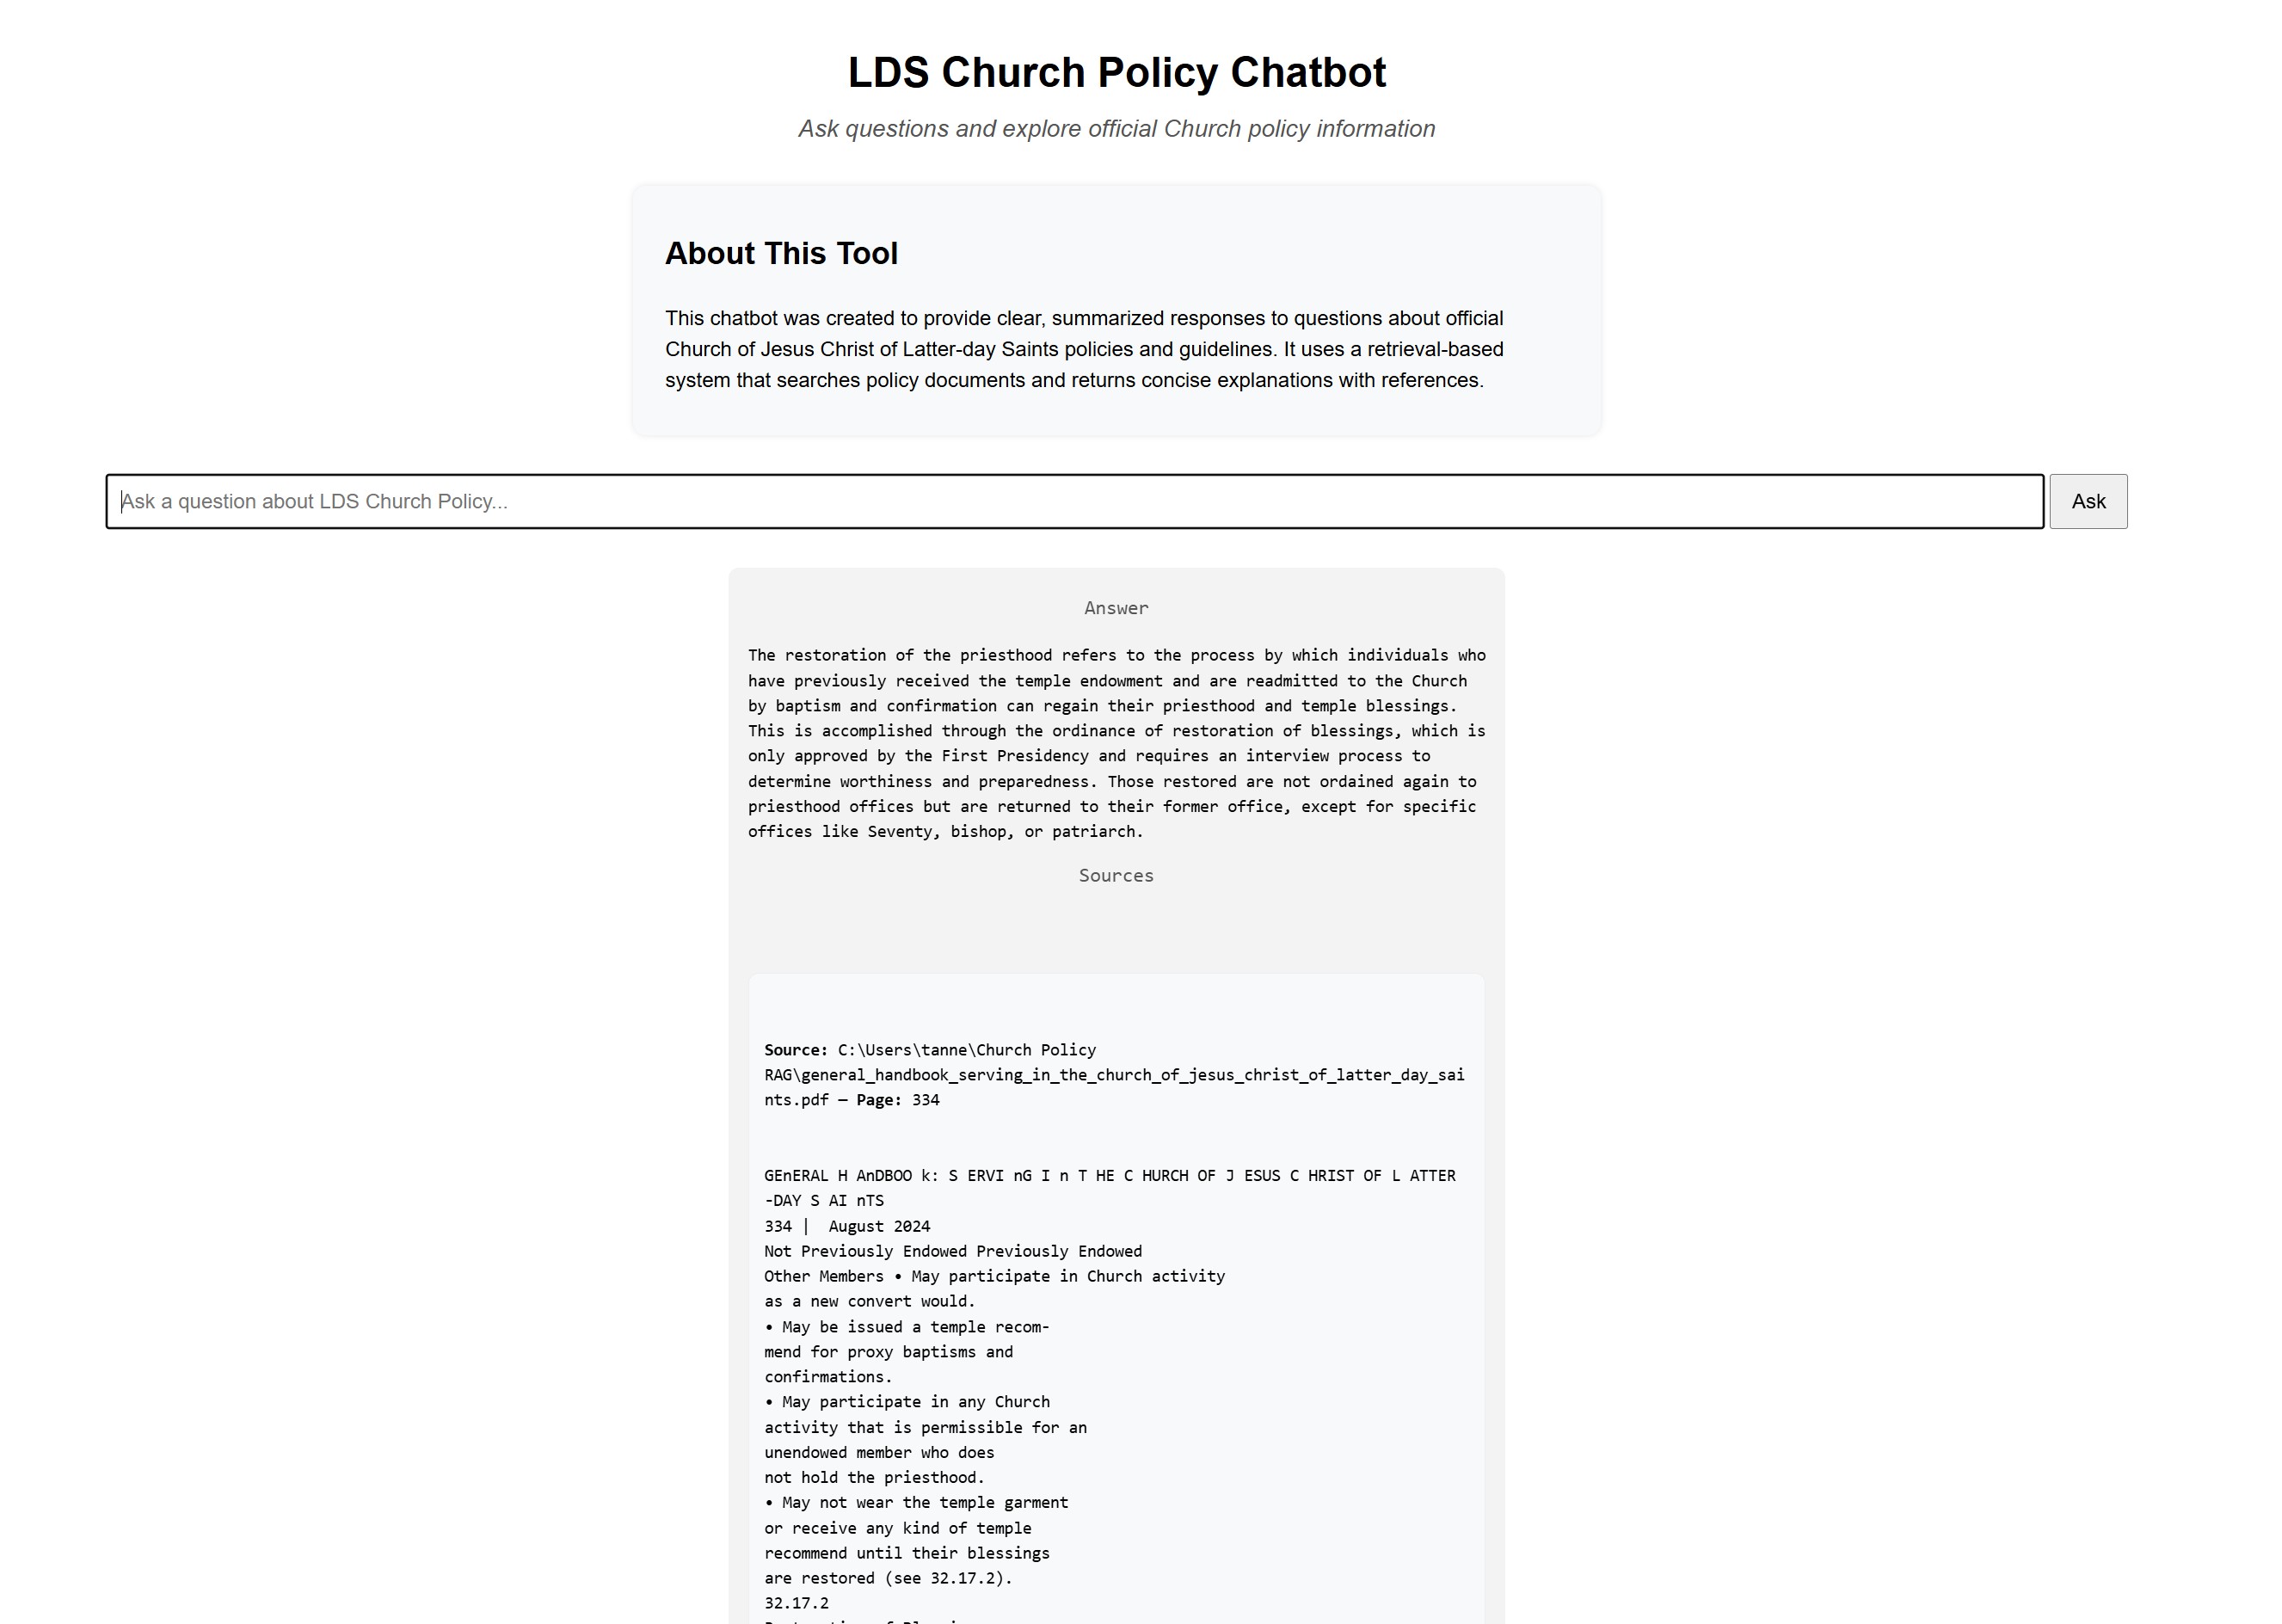 LDS Church Policy Chatbot
Ask questions and explore official Church policy information
About This Tool
This chatbot was created to provide clear, summarized responses to questions about official
Church of Jesus Christ of Latter-day Saints policies and guidelines. It uses a retrieval-based
system that searches policy documents and returns concise explanations with references.
Ask a question about LDS Church Policy...
Ask
Answer
The restoration of the priesthood refers to the process by which individuals who
have previously received the temple endowment and are readmitted to the Church
by baptism and confirmation can regain their priesthood and temple blessings.
This is accomplished through the ordinance of restoration of blessings, which is
only approved by the First Presidency and requires an interview process to
determine worthiness and preparedness. Those restored are not ordained again to
priesthood offices but are returned to their former office, except for specific
offices like Seventy, bishop, or patriarch.
Sources
Source: C:\Users\tanne\Church Policy
RAG\general_handbook_serving_in_the_church_of_jesus_christ_of_latter_day_sai
nts.pdf — Page: 334
GEnERAL H AnDBOO k: S ERVI nG I n T HE C HURCH OF J ESUS C HRIST OF L ATTER
-DAY S AI nTS
334 |  August 2024
Not Previously Endowed Previously Endowed
Other Members • May participate in Church activity
as a new convert would.
• May be issued a temple recom-
mend for proxy baptisms and
confirmations.
• May participate in any Church
activity that is permissible for an
unendowed member who does
not hold the priesthood.
• May not wear the temple garment
or receive any kind of temple
recommend until their blessings
are restored (see 32.17.2).
32.17.2